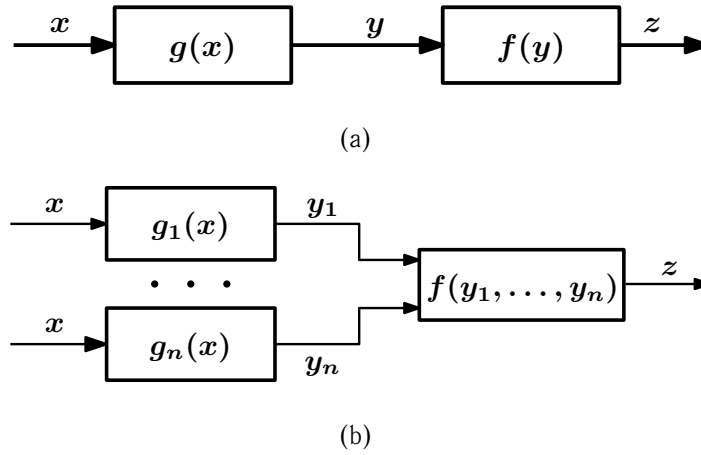 x g(x) y f(y) z
(a)
x g₁(x) y₁
. . .
f(y₁, . . . , yₙ) z
x gₙ(x) yₙ
(b)